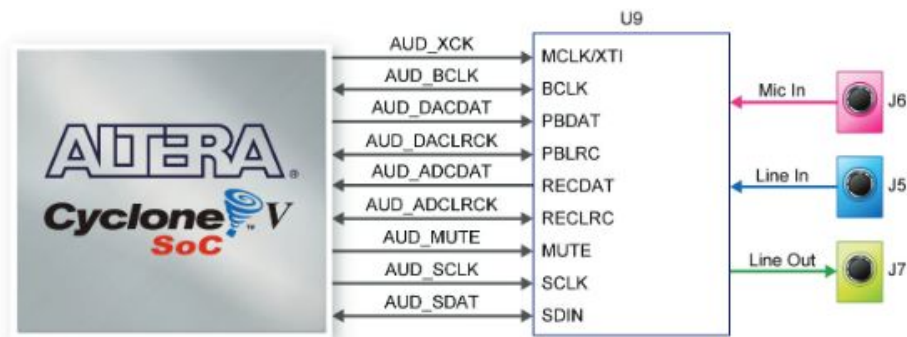 U9
ALTERA®
Cyclone™ V
SoC
AUD_XCK
MCLK/XTI
AUD_BCLK
BCLK
AUD_DACDAT
PBDAT
AUD_DACLRCK
PBLRC
AUD_ADCDAT
RECDAT
AUD_ADCLRCK
RECLRC
AUD_MUTE
MUTE
AUD_SCLK
SCLK
AUD_SDAT
SDIN
Mic In
J6
Line In
J5
Line Out
J7